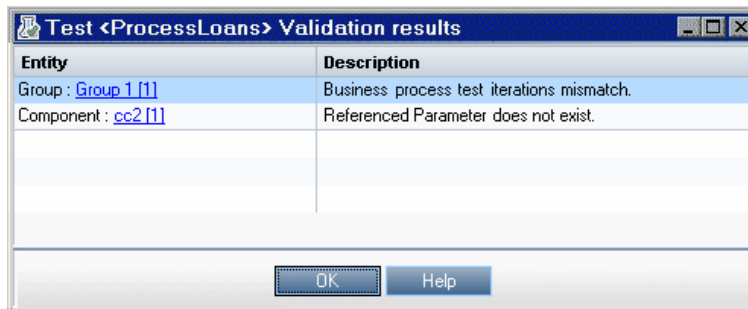 Test <ProcessLoans> Validation results
Entity Description
Group : Group 1 [1] Business process test iterations mismatch.
Component : cc2 [1] Referenced Parameter does not exist.
OK Help